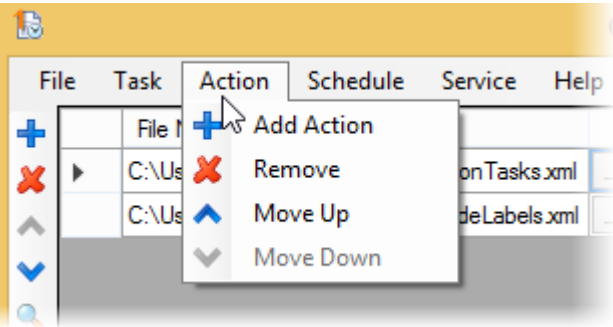 File Task Action Schedule Service Help
File N
Add Action
C:\Us
Remove
onTasks.xml ...
C:\Us
Move Up
deLabels.xml ...
Move Down